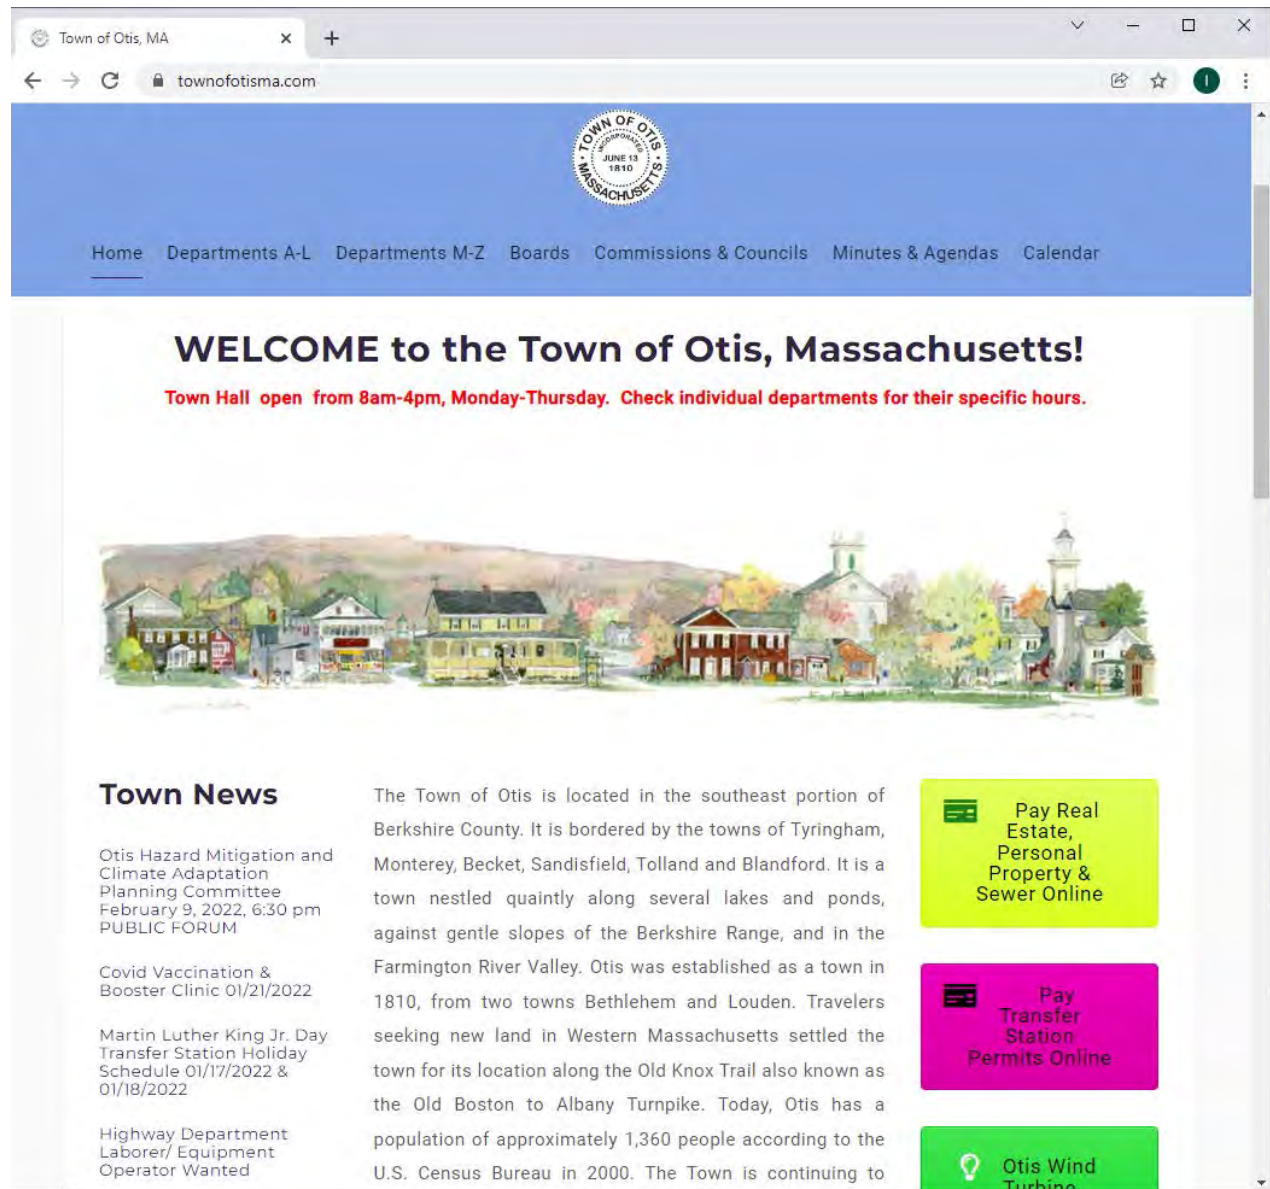 Town of Otis, MA
townofotisma.com
I
TOWN OF OTIS
INCORPORATED
JUNE 13
1810
MASSACHUSETTS
Home Departments A-L Departments M-Z Boards Commissions & Councils Minutes & Agendas Calendar
WELCOME to the Town of Otis, Massachusetts!
Town Hall open from 8am-4pm, Monday-Thursday. Check individual departments for their specific hours.
Town News
Otis Hazard Mitigation and
Climate Adaptation
Planning Committee
February 9, 2022, 6:30 pm
PUBLIC FORUM
Covid Vaccination &
Booster Clinic 01/21/2022
Martin Luther King Jr. Day
Transfer Station Holiday
Schedule 01/17/2022 &
01/18/2022
Highway Department
Laborer/ Equipment
Operator Wanted
The Town of Otis is located in the southeast portion of
Berkshire County. It is bordered by the towns of Tyringham,
Monterey, Becket, Sandisfield, Tolland and Blandford. It is a
town nestled quaintly along several lakes and ponds,
against gentle slopes of the Berkshire Range, and in the
Farmington River Valley. Otis was established as a town in
1810, from two towns Bethlehem and Louden. Travelers
seeking new land in Western Massachusetts settled the
town for its location along the Old Knox Trail also known as
the Old Boston to Albany Turnpike. Today, Otis has a
population of approximately 1,360 people according to the
U.S. Census Bureau in 2000. The Town is continuing to
Pay Real
Estate,
Personal
Property &
Sewer Online
Pay
Transfer
Station
Permits Online
Otis Wind
Turbine